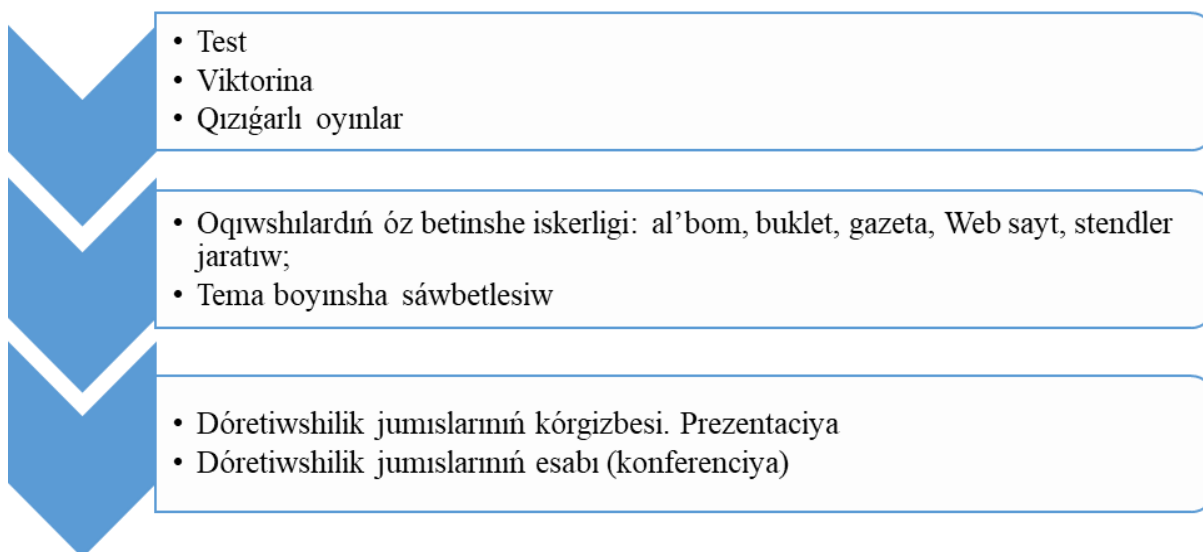 • Test
• Viktorina
• Qızıǵarlı oyınlar
• Oqıwshılardıń óz betinshe iskerligi: al’bom, buklet, gazeta, Web sayt, stendler
jaratıw;
• Tema boyınsha sáwbetlesiw
• Dóretiwshilik jumıslarınıń kórgizbesi. Prezentaciya
• Dóretiwshilik jumıslarınıń esabı (konferenciya)